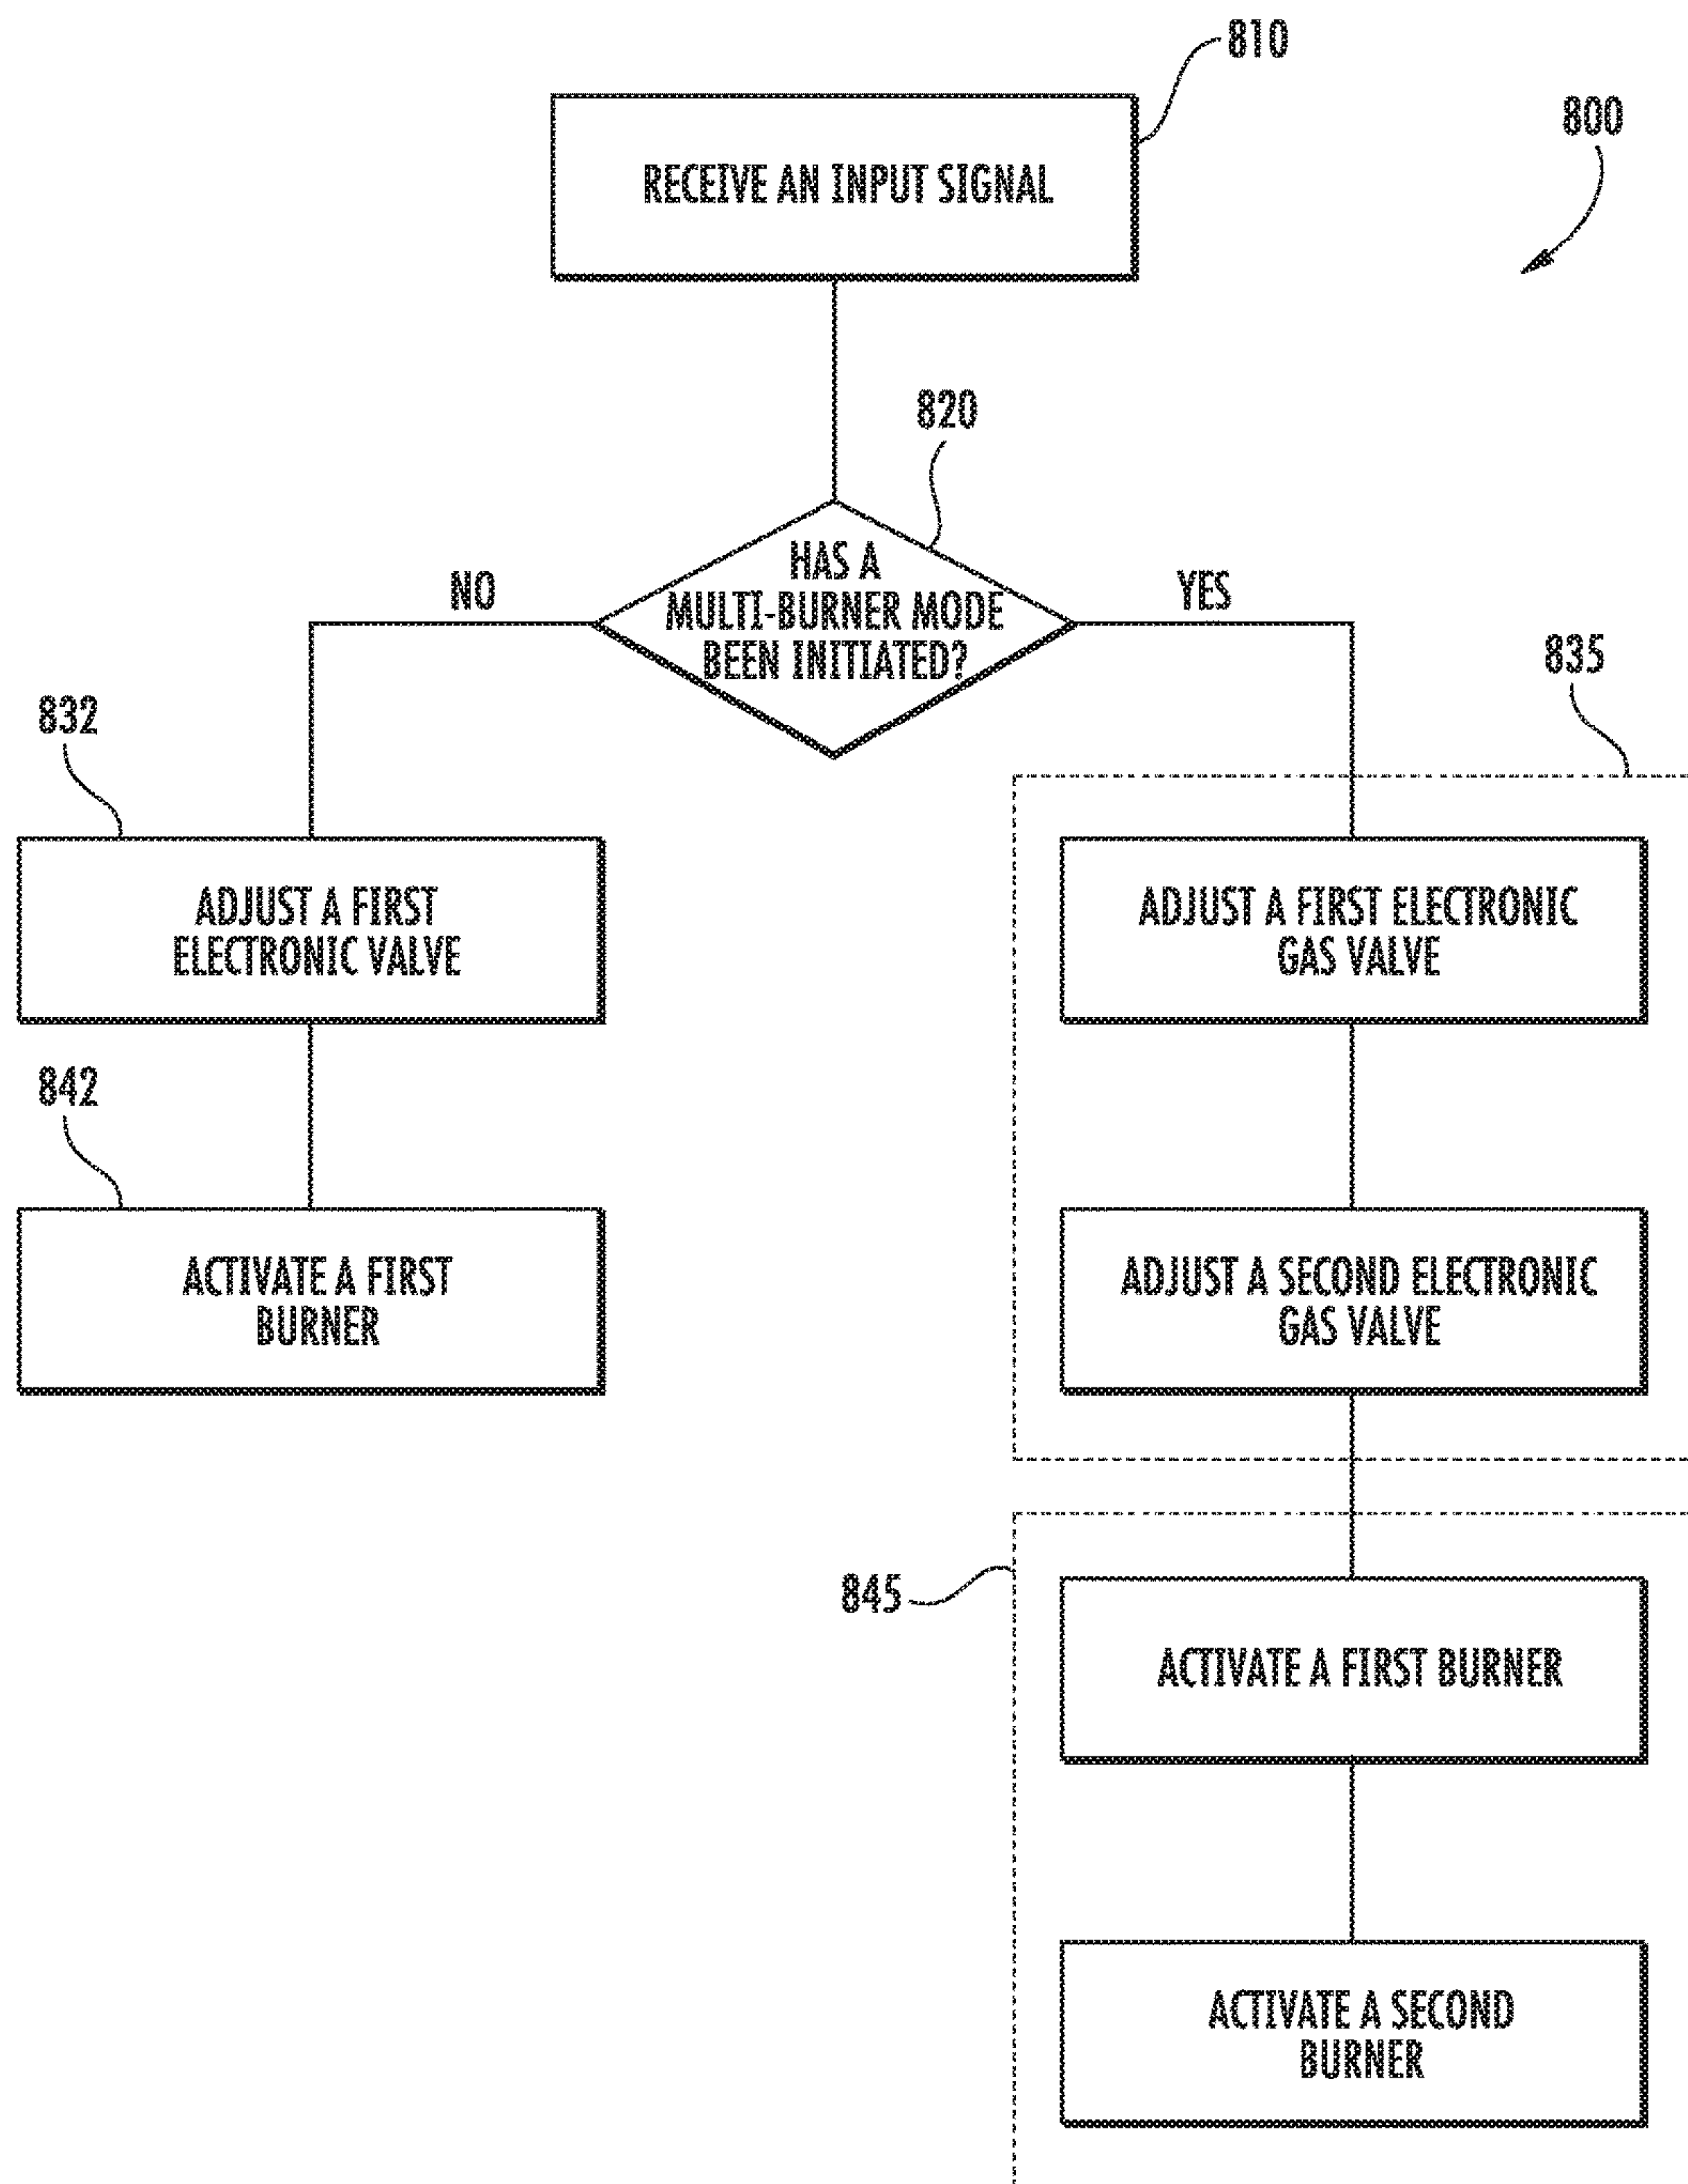 810
800
RECEIVE AN INPUT SIGNAL
820
HAS A
MULTI-BURNER MODE
BEEN INITIATED?
NO
YES
835
832
ADJUST A FIRST
ELECTRONIC VALVE
ADJUST A FIRST ELECTRONIC
GAS VALVE
842
ACTIVATE A FIRST
BURNER
ADJUST A SECOND ELECTRONIC
GAS VALVE
845
ACTIVATE A FIRST BURNER
ACTIVATE A SECOND
BURNER